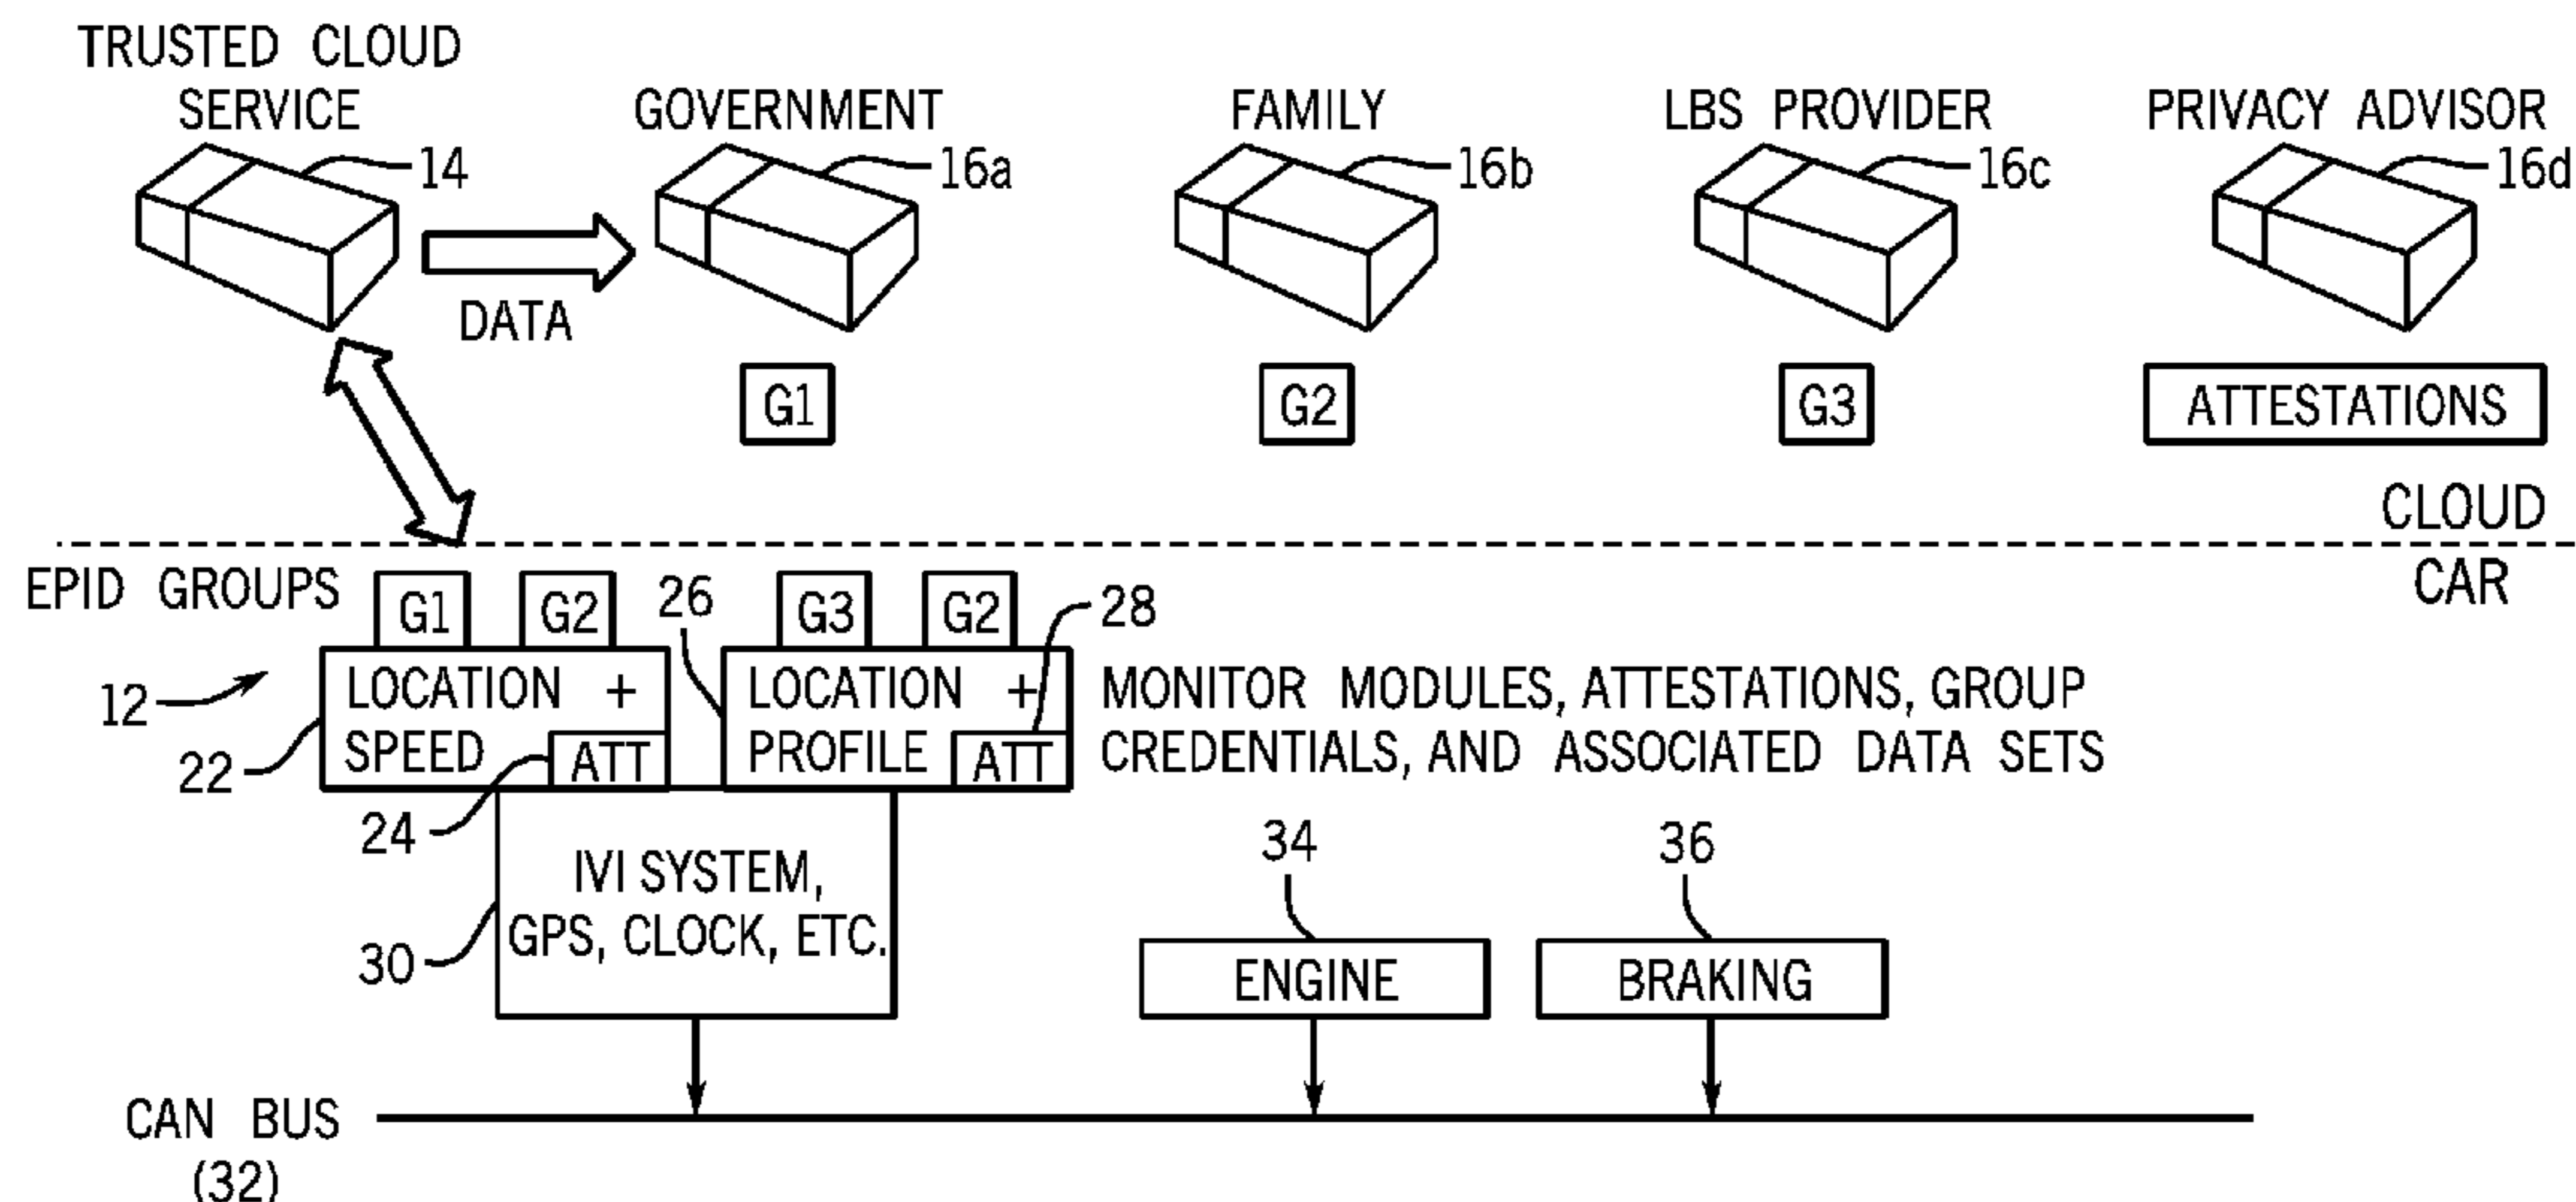 TRUSTED CLOUD
SERVICE
GOVERNMENT
FAMILY
LBS PROVIDER
PRIVACY ADVISOR
14
16a
16b
16c
16d
DATA
G1
G2
G3
ATTESTATIONS
CLOUD
CAR
EPID GROUPS
G1
G2
26
G3
G2
28
12
22
LOCATION +
SPEED
ATT
24
LOCATION +
PROFILE
ATT
MONITOR MODULES, ATTESTATIONS, GROUP
CREDENTIALS, AND ASSOCIATED DATA SETS
IVI SYSTEM,
GPS, CLOCK, ETC.
30
34
36
ENGINE
BRAKING
CAN BUS
(32)